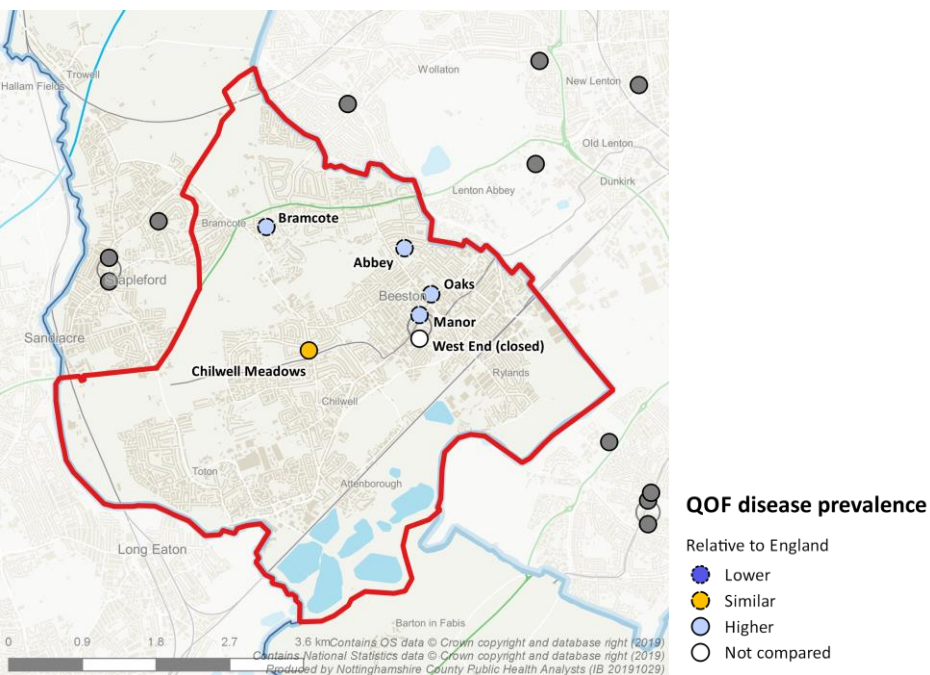 Trowell
Hallam Fields
Wollaton
New Lenton
Old Lenton
Dunkirk
Lenton Abbey
Bramcote
Bramcote
Abbey
Stapleford
Oaks
Beeston
Manor
West End (closed)
Sandiacre
Chilwell Meadows
Rylands
Chilwell
Toton
Attenborough
Long Eaton
Barton in Fabis
QOF disease prevalence
Relative to England
Lower
Similar
Higher
Not compared
0 0.9 1.8 2.7 3.6 km
Contains OS data © Crown copyright and database right (2019)
Contains National Statistics data © Crown copyright and database right (2019)
Produced by Nottinghamshire County Public Health Analysts (IB 20191029)